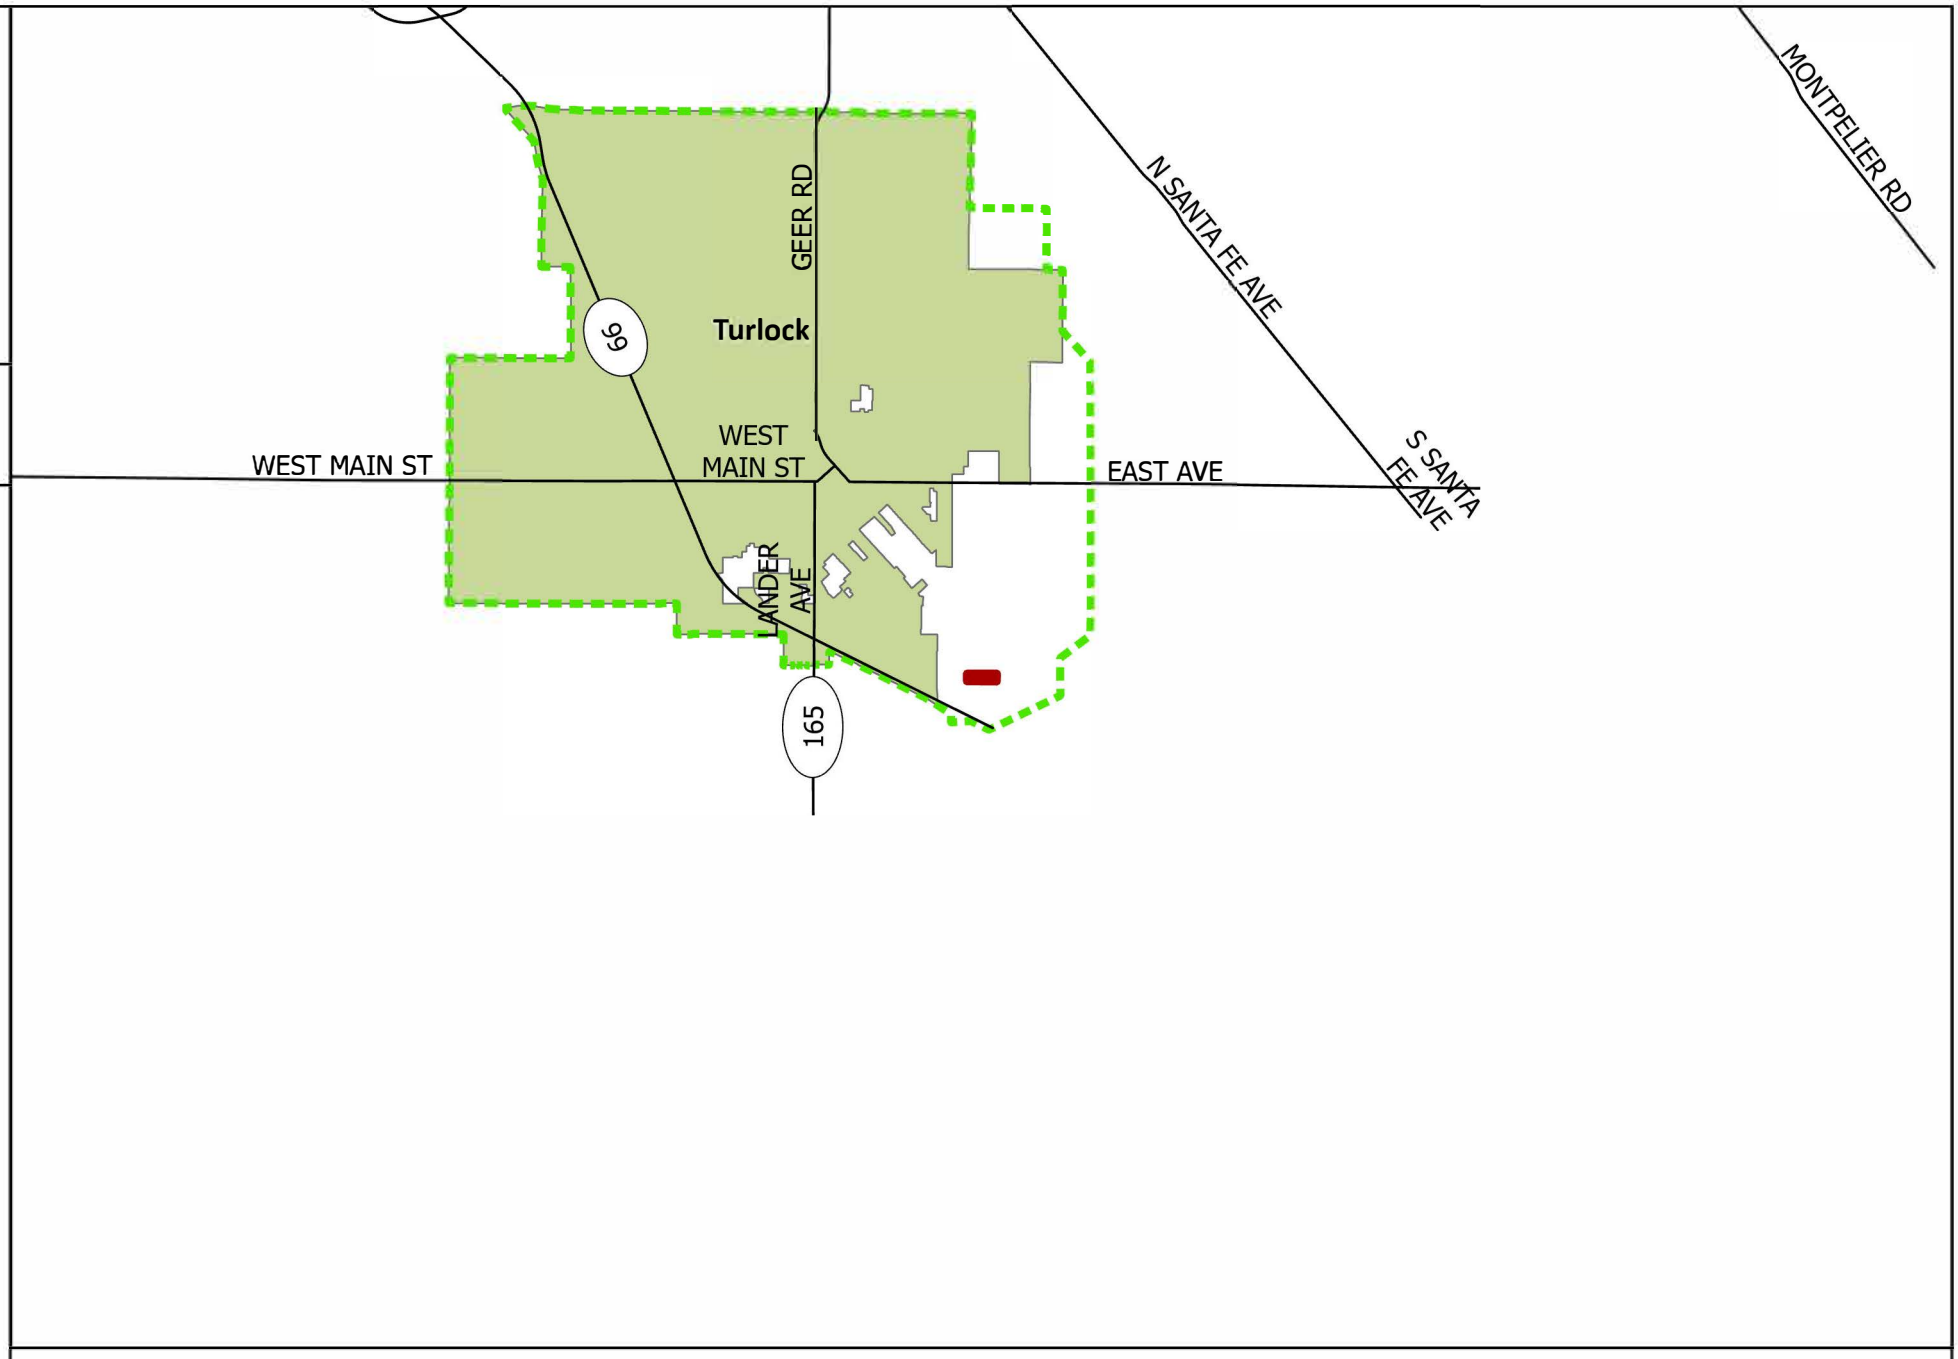 MONTPELIER RD
N SANTA FE AVE
GEER RD
99
Turlock
WEST
MAIN ST
WEST MAIN ST
EAST AVE
S SANTA
FE AVE
LANDER
AVE
165